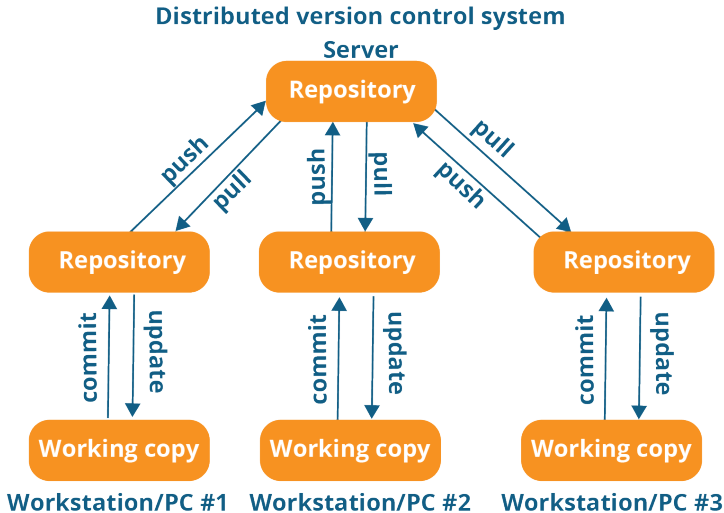 Distributed version control system
Server
Repository
push
pull
push
pull
push
pull
Repository
Repository
Repository
commit
update
commit
update
commit
update
Working copy
Working copy
Working copy
Workstation/PC #1
Workstation/PC #2
Workstation/PC #3